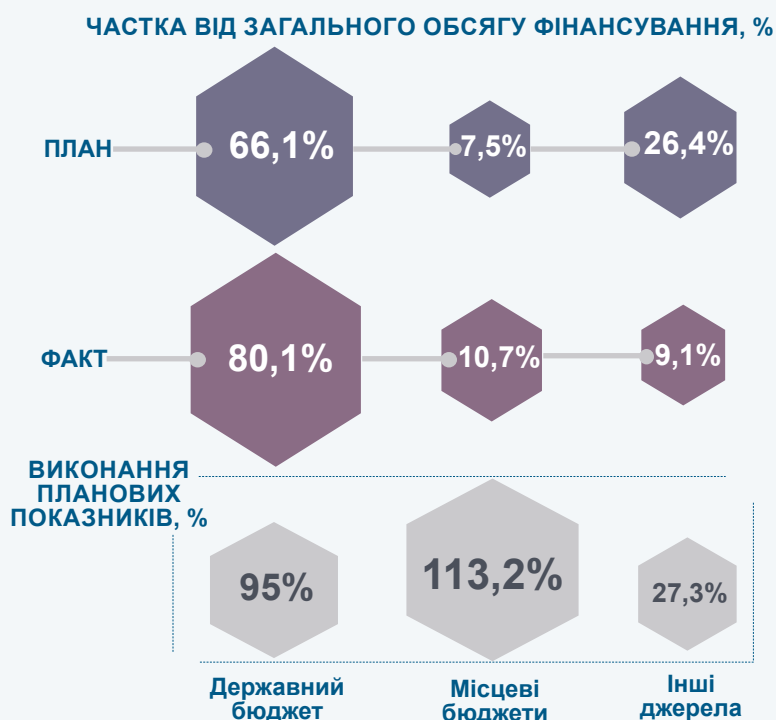 ЧАСТКА ВІД ЗАГАЛЬНОГО ОБСЯГУ ФІНАНСУВАННЯ, %
ПЛАН
66,1%
7,5%
26,4%
ФАКТ
80,1%
10,7%
9,1%
ВИКОНАННЯ
ПЛАНОВИХ
ПОКАЗНИКІВ, %
95%
113,2%
27,3%
Державний
бюджет
Місцеві
бюджети
Інші
джерела